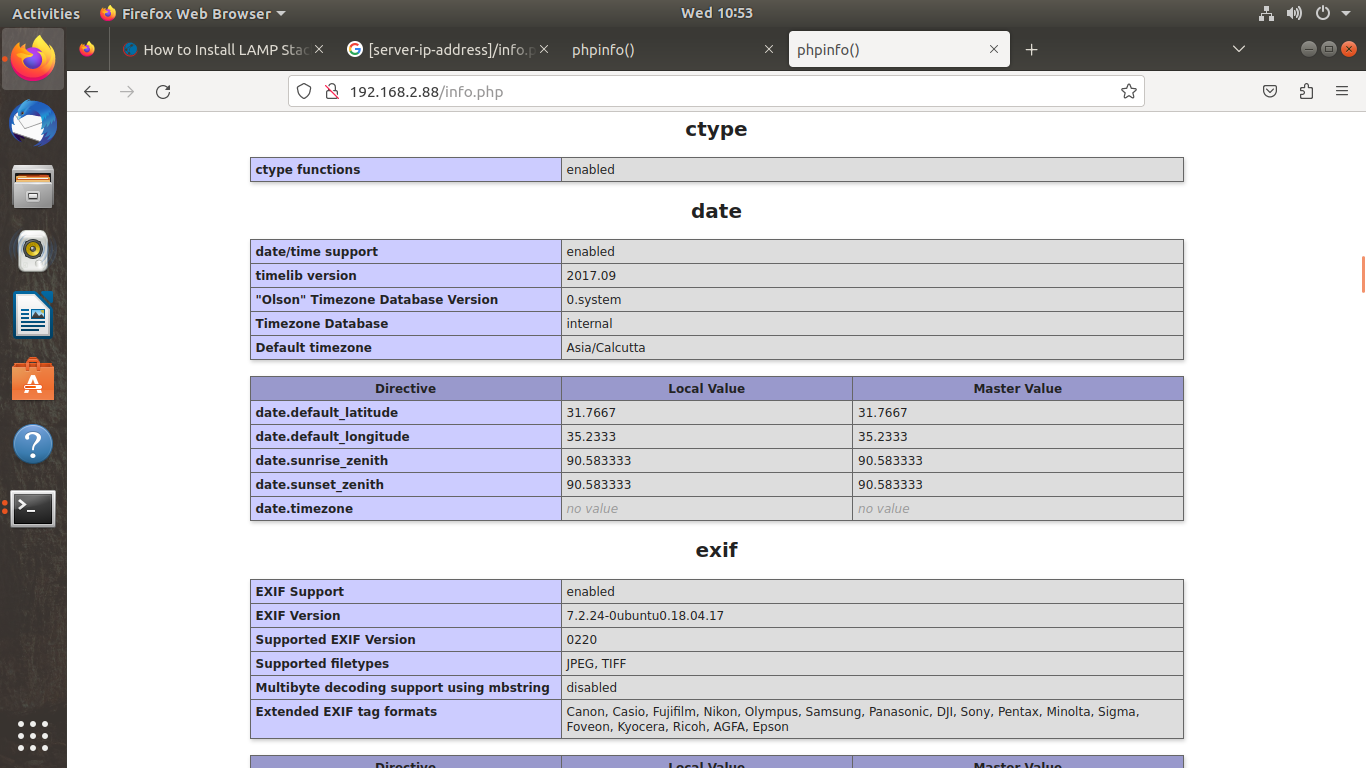 Activities
Firefox Web Browser
Wed 10:53
How to Install LAMP Stac
[server-ip-address]/info.p
phpinfo()
phpinfo()
192.168.2.88/info.php
ctype
ctype functions enabled
date
date/time support enabled
timelib version 2017.09
"Olson" Timezone Database Version 0.system
Timezone Database internal
Default timezone Asia/Calcutta
Directive Local Value Master Value
date.default_latitude 31.7667 31.7667
date.default_longitude 35.2333 35.2333
date.sunrise_zenith 90.583333 90.583333
date.sunset_zenith 90.583333 90.583333
date.timezone no value no value
exif
EXIF Support enabled
EXIF Version 7.2.24-0ubuntu0.18.04.17
Supported EXIF Version 0220
Supported filetypes JPEG, TIFF
Multibyte decoding support using mbstring disabled
Extended EXIF tag formats Canon, Casio, Fujifilm, Nikon, Olympus, Samsung, Panasonic, DJI, Sony, Pentax, Minolta, Sigma,
Foveon, Kyocera, Ricoh, AGFA, Epson
Directive Local Value Master Value